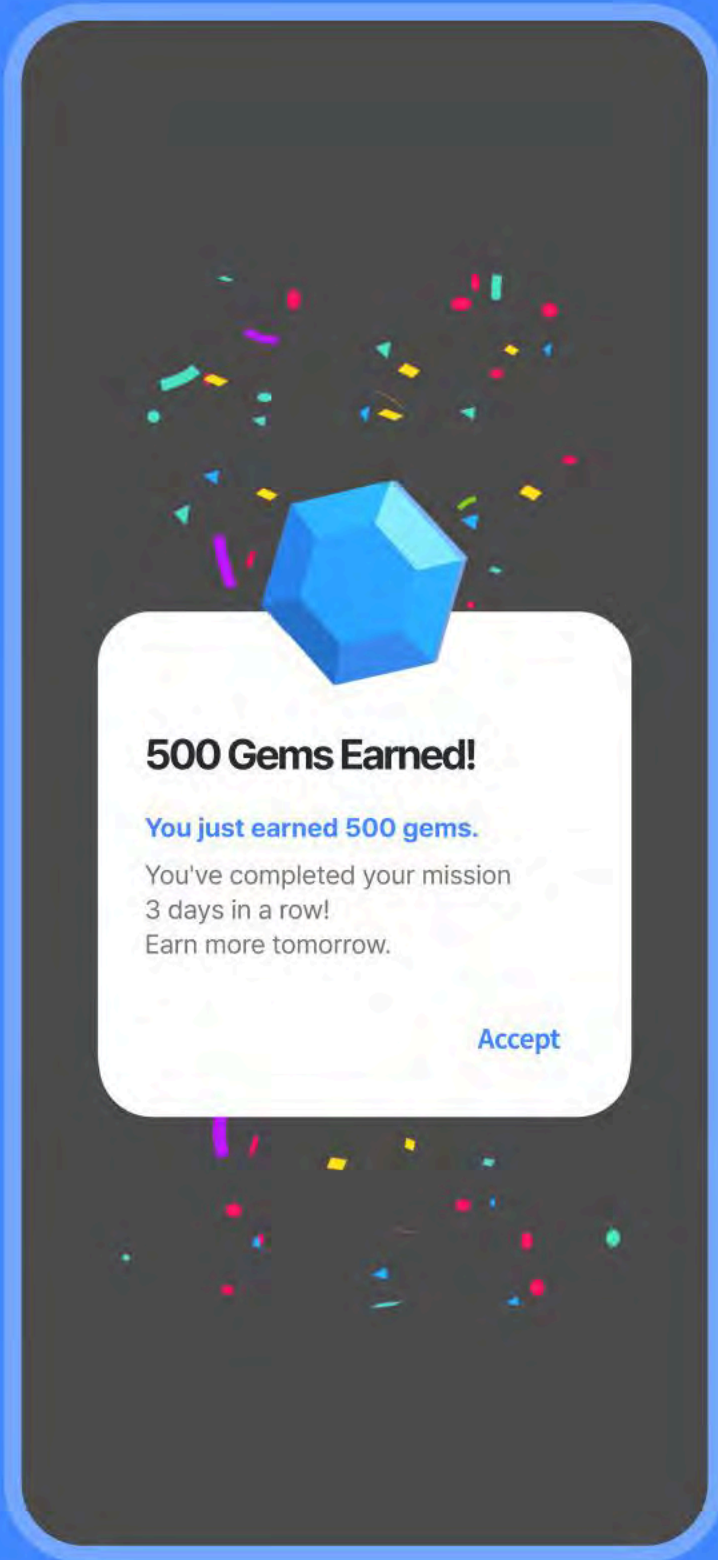 500 Gems Earned!
You just earned 500 gems.
You've completed your mission
3 days in a row!
Earn more tomorrow.
Accept